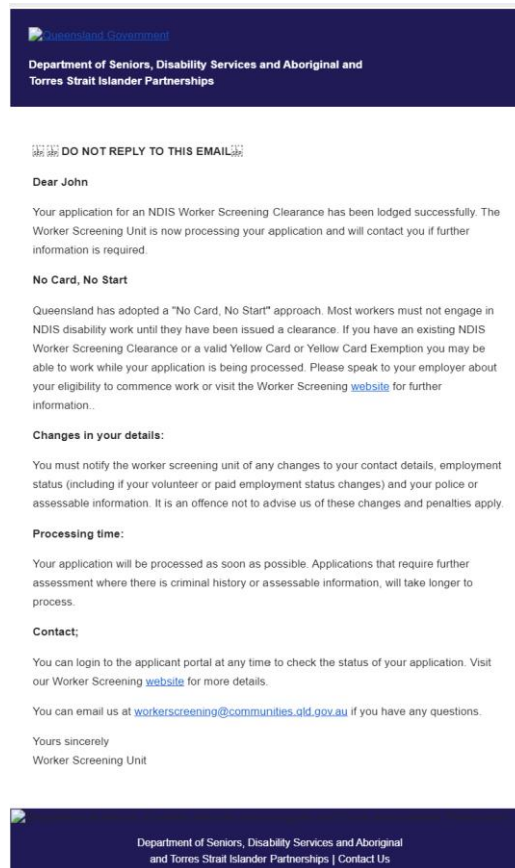 Queensland Government
Department of Seniors, Disability Services and Aboriginal and
Torres Strait Islander Partnerships
DO NOT REPLY TO THIS EMAIL
Dear John
Your application for an NDIS Worker Screening Clearance has been lodged successfully. The
Worker Screening Unit is now processing your application and will contact you if further
information is required.
No Card, No Start
Queensland has adopted a "No Card, No Start" approach. Most workers must not engage in
NDIS disability work until they have been issued a clearance. If you have an existing NDIS
Worker Screening Clearance or a valid Yellow Card or Yellow Card Exemption you may be
able to work while your application is being processed. Please speak to your employer about
your eligibility to commence work or visit the Worker Screening website for further
information..
Changes in your details:
You must notify the worker screening unit of any changes to your contact details, employment
status (including if your volunteer or paid employment status changes) and your police or
assessable information. It is an offence not to advise us of these changes and penalties apply.
Processing time:
Your application will be processed as soon as possible. Applications that require further
assessment where there is criminal history or assessable information, will take longer to
process.
Contact;
You can login to the applicant portal at any time to check the status of your application. Visit
our Worker Screening website for more details.
You can email us at workerscreening@communities.qld.gov.au if you have any questions.
Yours sincerely
Worker Screening Unit
Department of Seniors, Disability Services and Aboriginal
and Torres Strait Islander Partnerships | Contact Us